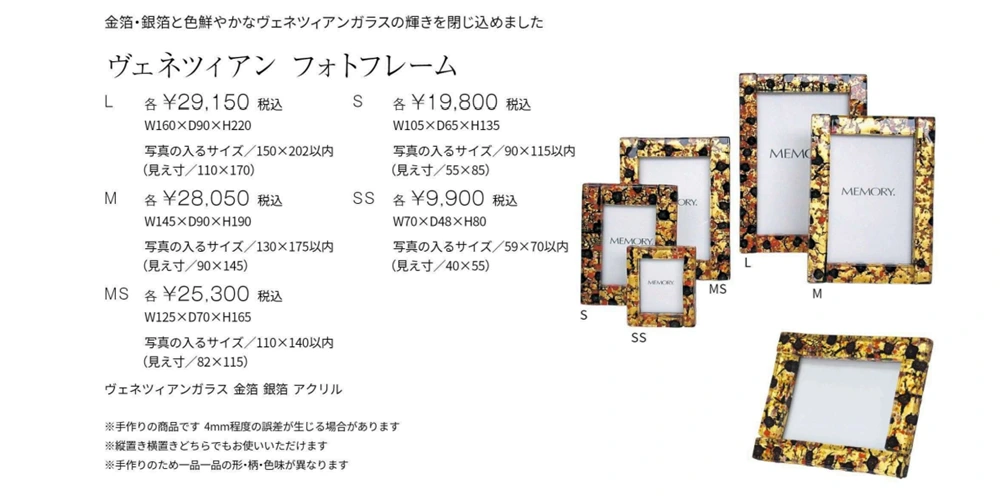 金箔・銀箔と色鮮やかなヴェネツィアンガラスの輝きを閉じ込めました
ヴェネツィアン フォトフレーム
L 各 ¥29,150 税込
W160×D90×H220
写真の入るサイズ／150×202以内
（見え寸／110×170）
M 各 ¥28,050 税込
W145×D90×H190
写真の入るサイズ／130×175以内
（見え寸／90×145）
MS 各 ¥25,300 税込
W125×D70×H165
写真の入るサイズ／110×140以内
（見え寸／82×115）
S 各 ¥19,800 税込
W105×D65×H135
写真の入るサイズ／90×115以内
（見え寸／55×85）
SS 各 ¥9,900 税込
W70×D48×H80
写真の入るサイズ／59×70以内
（見え寸／40×55）
ヴェネツィアンガラス 金箔 銀箔 アクリル
※手作りの商品です 4mm程度の誤差が生じる場合があります
※縦置き横置きどちらでもお使いいただけます
※手作りのため一品一品の形・柄・色味が異なります
MEMO
MEMORY.
ORY.
MEMORY
MEMORY.
L
M
MS
S
SS